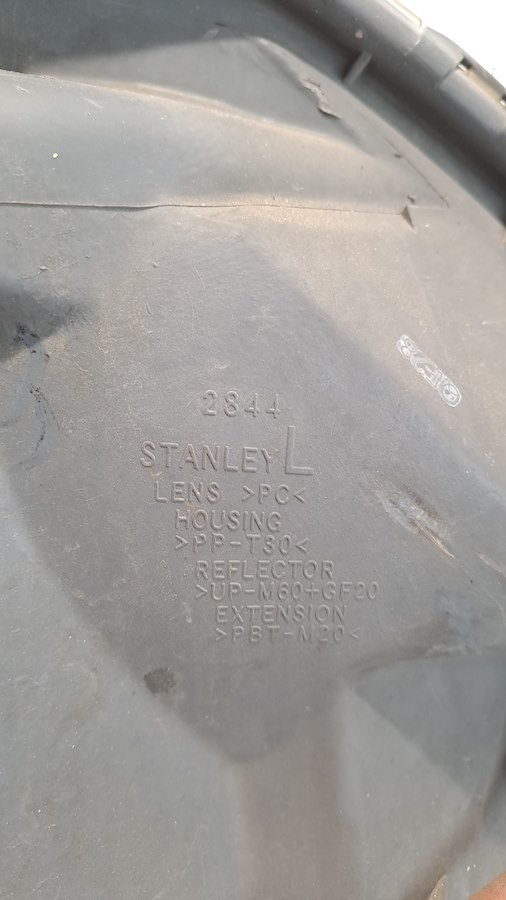 2844
STANLEY L
LENS >PC<
HOUSING
>PP-T30<
REFLECTOR
>UP-M60+GF20
EXTENSION
>PBT-M20<